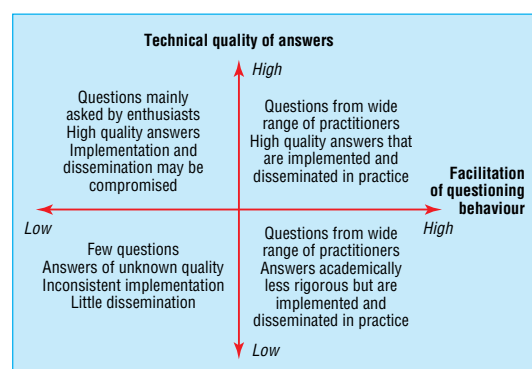 Technical quality of answers
High
Questions mainly
asked by enthusiasts
High quality answers
Implementation and
dissemination may be
compromised
Questions from wide
range of practitioners
High quality answers that
are implemented and
disseminated in practice
Facilitation
of questioning
behaviour
Low
High
Few questions
Answers of unknown quality
Inconsistent implementation
Little dissemination
Questions from wide
range of practitioners
Answers academically
less rigorous but are
implemented and
disseminated in practice
Low